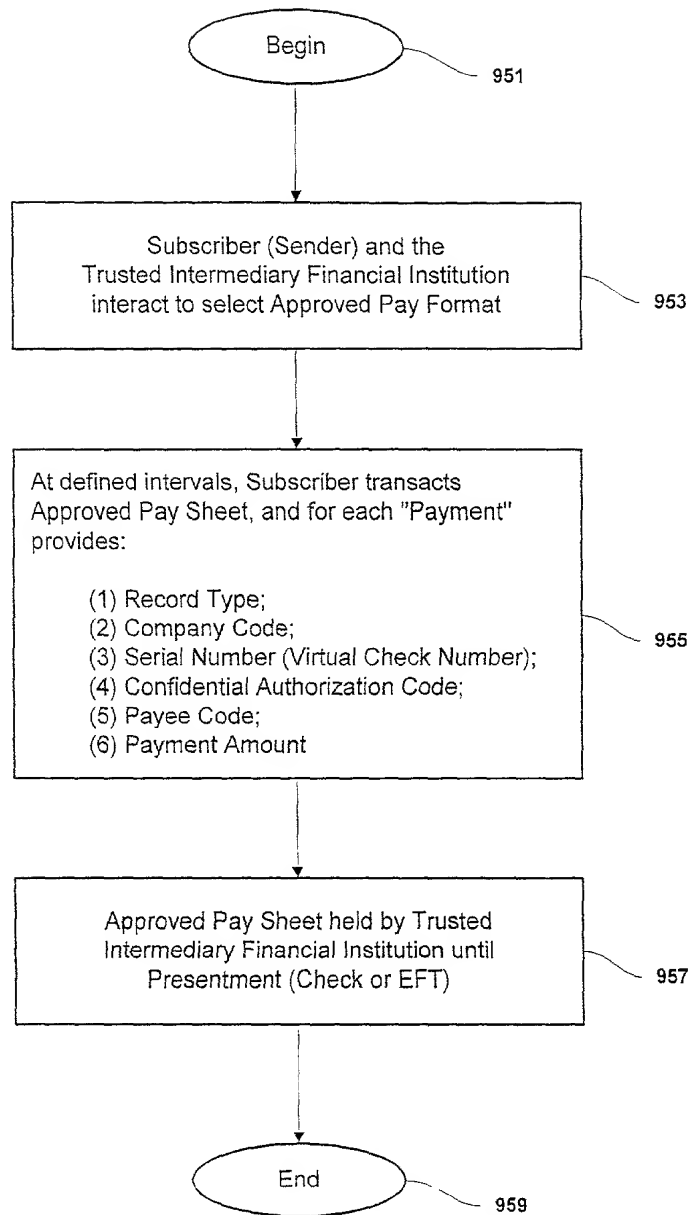 Begin
951
Subscriber (Sender) and the
Trusted Intermediary Financial Institution
interact to select Approved Pay Format
953
At defined intervals, Subscriber transacts
Approved Pay Sheet, and for each "Payment"
provides:
(1) Record Type;
(2) Company Code;
(3) Serial Number (Virtual Check Number);
(4) Confidential Authorization Code;
(5) Payee Code;
(6) Payment Amount
955
Approved Pay Sheet held by Trusted
Intermediary Financial Institution until
Presentment (Check or EFT)
957
End
959